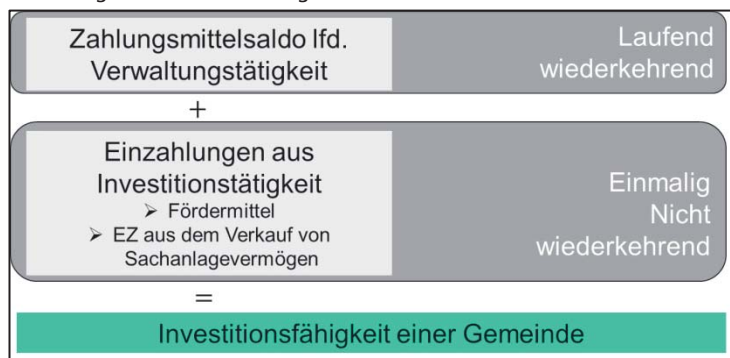 Zahlungsmittelsaldo lfd.
Verwaltungstätigkeit
Laufend
wiederkehrend
+
Einzahlungen aus
Investitionstätigkeit
➢ Fördermittel
➢ EZ aus dem Verkauf von
Sachanlagevermögen
Einmalig
Nicht
wiederkehrend
=
Investitionsfähigkeit einer Gemeinde